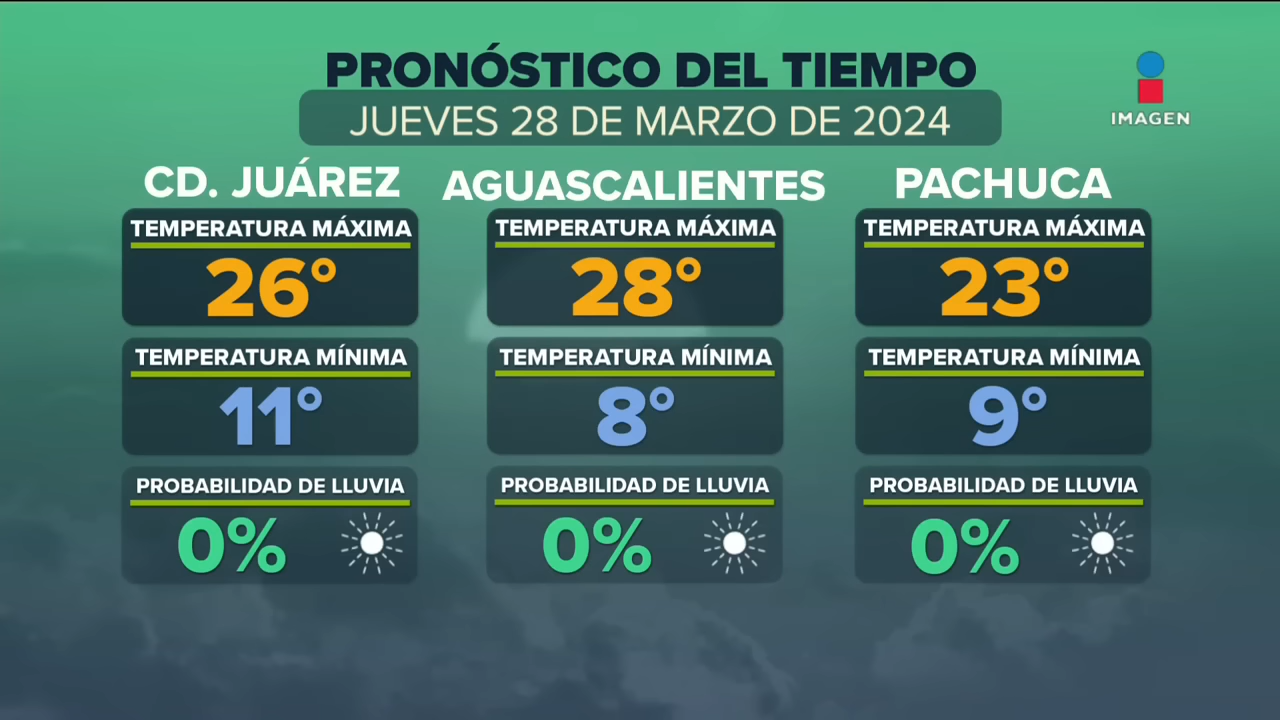 PRONÓSTICO DEL TIEMPO
JUEVES 28 DE MARZO DE 2024
IMAGEN
CD. JUÁREZ
TEMPERATURA MÁXIMA
26°
TEMPERATURA MÍNIMA
11°
PROBABILIDAD DE LLUVIA
0%
AGUASCALIENTES
TEMPERATURA MÁXIMA
28°
TEMPERATURA MÍNIMA
8°
PROBABILIDAD DE LLUVIA
0%
PACHUCA
TEMPERATURA MÁXIMA
23°
TEMPERATURA MÍNIMA
9°
PROBABILIDAD DE LLUVIA
0%